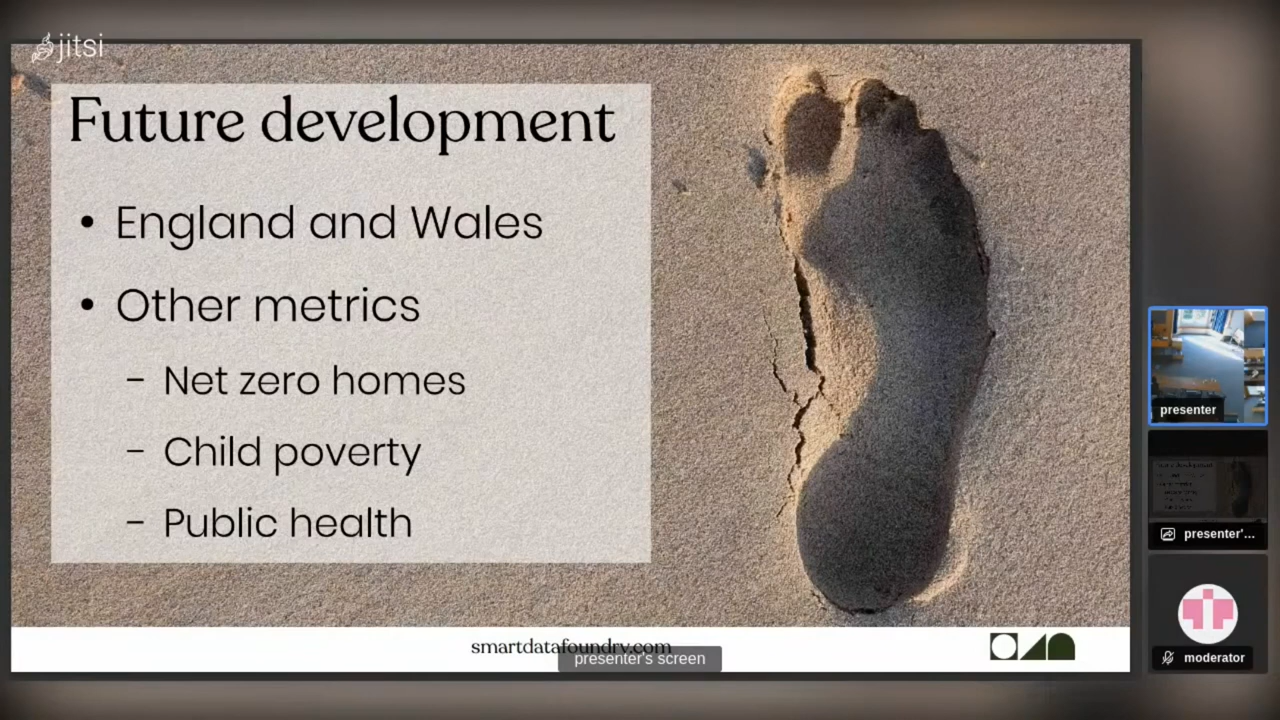 jitsi
Future development
• England and Wales
• Other metrics
– Net zero homes
– Child poverty
– Public health
smartdatafoundry.com
presenter's screen
presenter
presenter'...
moderator